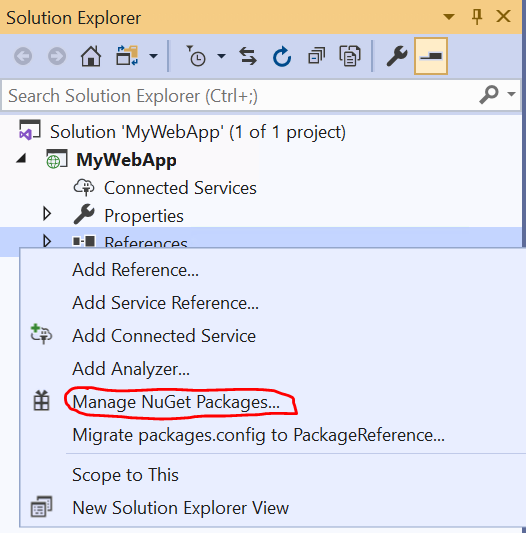 Solution Explorer
Search Solution Explorer (Ctrl+;)
Solution 'MyWebApp' (1 of 1 project)
MyWebApp
Connected Services
Properties
References
Add Reference...
Add Service Reference...
Add Connected Service
Add Analyzer...
Manage NuGet Packages...
Migrate packages.config to PackageReference...
Scope to This
New Solution Explorer View